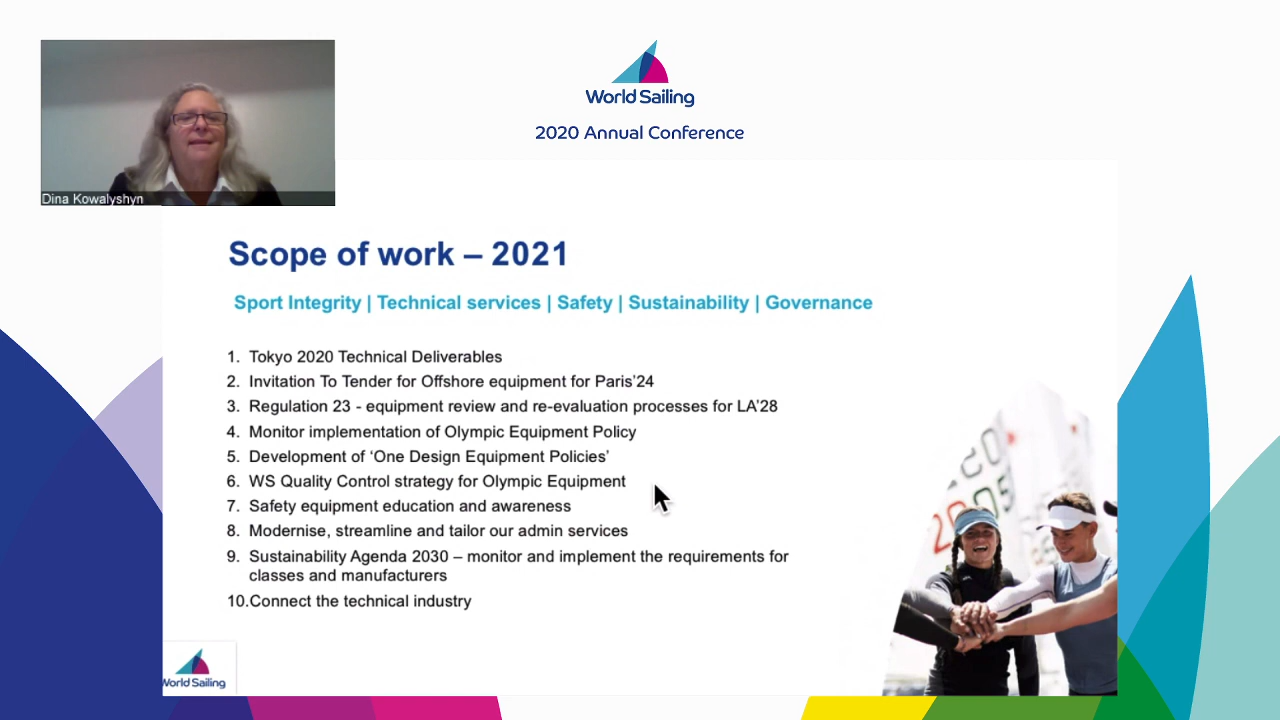 World Sailing
2020 Annual Conference
Dina Kowalyshyn
Scope of work – 2021
Sport Integrity | Technical services | Safety | Sustainability | Governance
1. Tokyo 2020 Technical Deliverables
2. Invitation To Tender for Offshore equipment for Paris'24
3. Regulation 23 - equipment review and re-evaluation processes for LA'28
4. Monitor implementation of Olympic Equipment Policy
5. Development of ‘One Design Equipment Policies’
6. WS Quality Control strategy for Olympic Equipment
7. Safety equipment education and awareness
8. Modernise, streamline and tailor our admin services
9. Sustainability Agenda 2030 – monitor and implement the requirements for
classes and manufacturers
10.Connect the technical industry
World Sailing